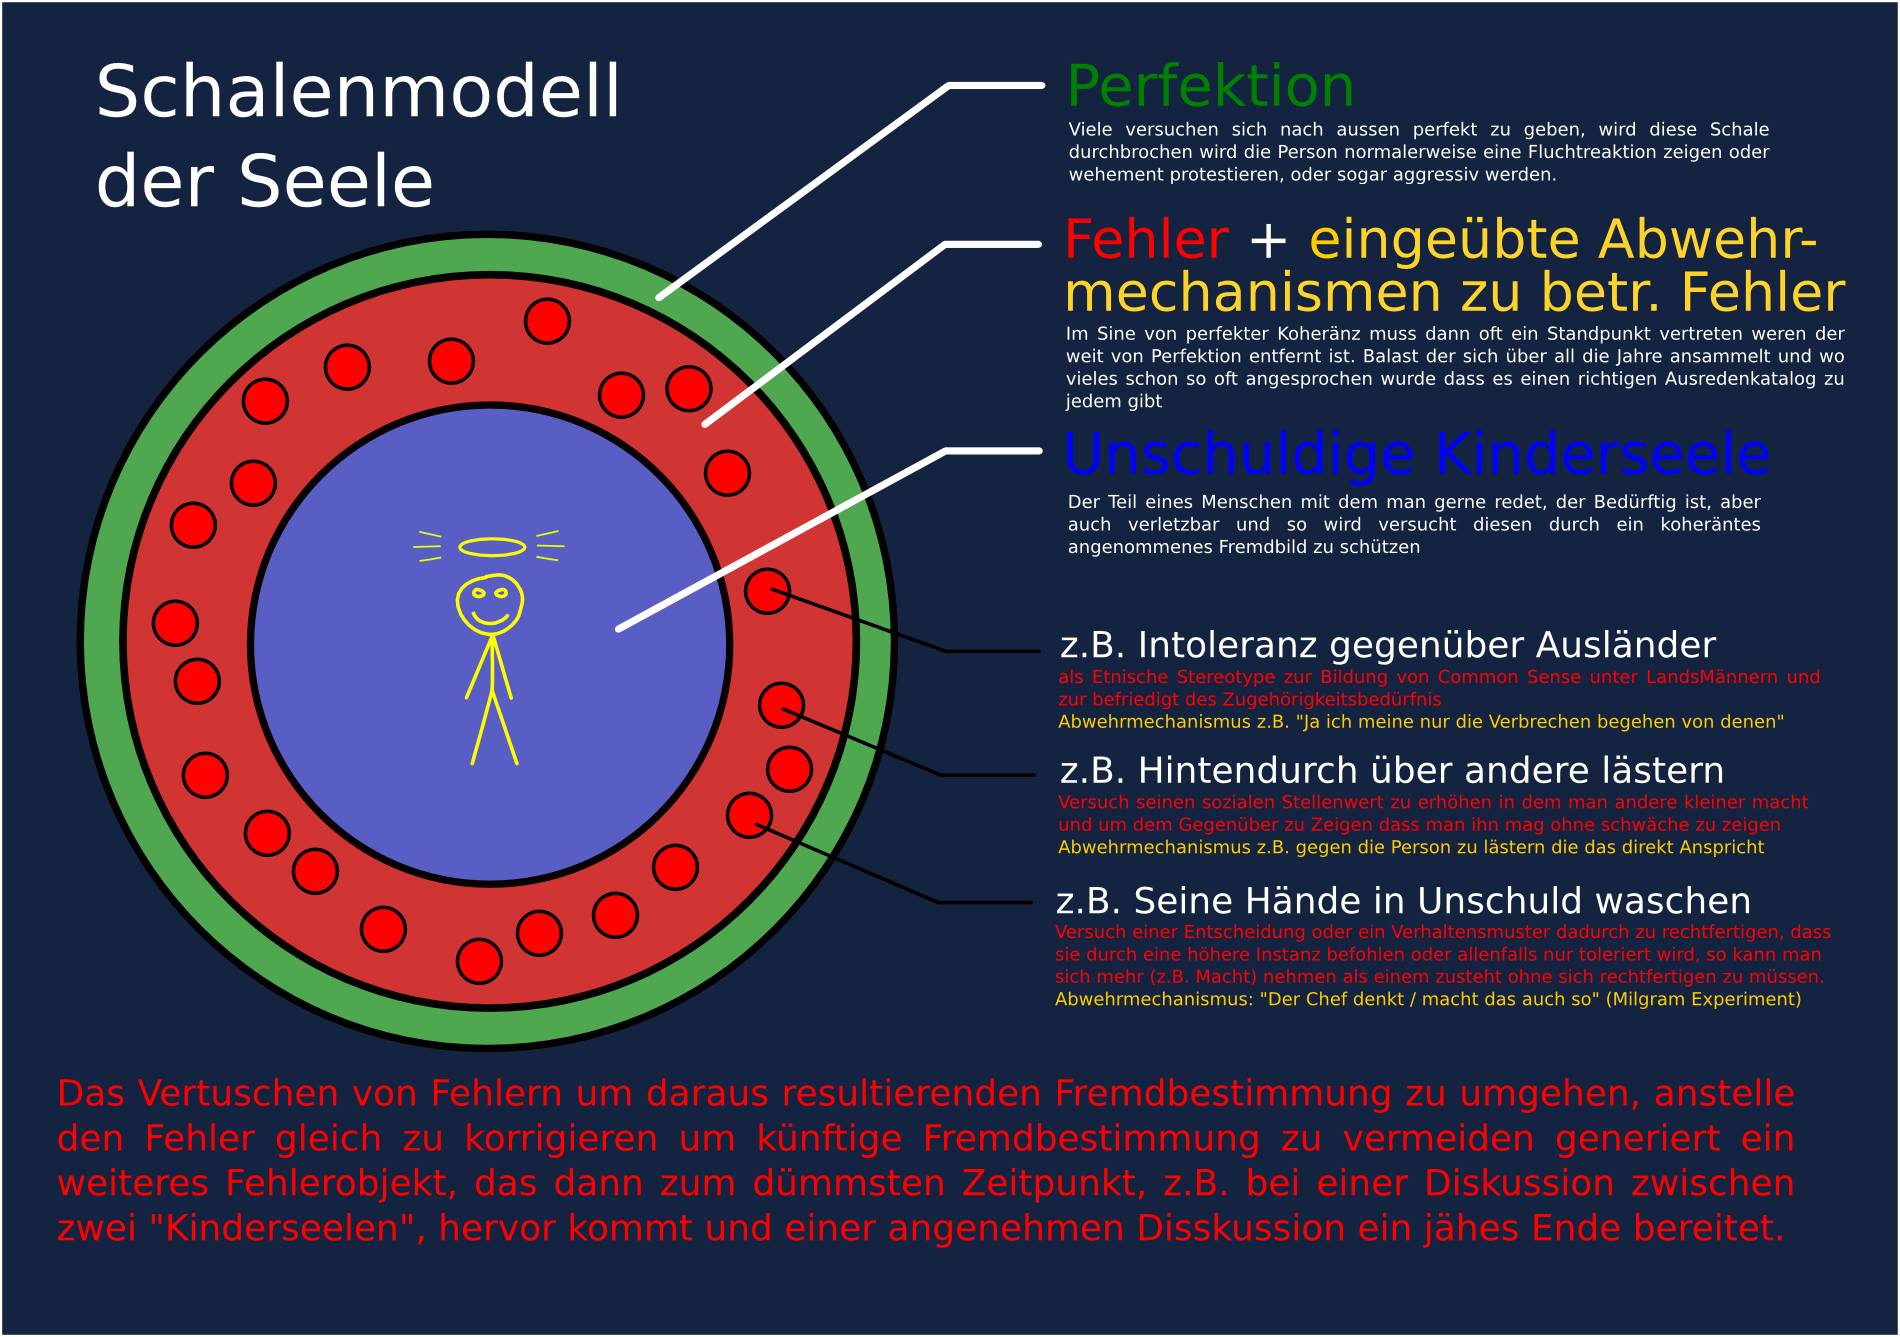 Schalenmodell
der Seele
Perfektion
Viele versuchen sich nach aussen perfekt zu geben, wird diese Schale
durchbrochen wird die Person normalerweise eine Fluchtreaktion zeigen oder
wehement protestieren, oder sogar aggressiv werden.
Fehler + eingeübte Abwehr-
mechanismen zu betr. Fehler
Im Sine von perfekter Koheränz muss dann oft ein Standpunkt vertreten weren der
weit von Perfektion entfernt ist. Balast der sich über all die Jahre ansammelt und wo
vieles schon so oft angesprochen wurde dass es einen richtigen Ausredenkatalog zu
jedem gibt
Unschuldige Kinderseele
Der Teil eines Menschen mit dem man gerne redet, der Bedürftig ist, aber
auch verletzbar und so wird versucht diesen durch ein koheräntes
angenommenes Fremdbild zu schützen
z.B. Intoleranz gegenüber Ausländer
als Etnische Stereotype zur Bildung von Common Sense unter LandsMännern und
zur befriedigt des Zugehörigkeitsbedürfnis
Abwehrmechanismus z.B. "Ja ich meine nur die Verbrechen begehen von denen"
z.B. Hintendurch über andere lästern
Versuch seinen sozialen Stellenwert zu erhöhen in dem man andere kleiner macht
und um dem Gegenüber zu Zeigen dass man ihn mag ohne schwäche zu zeigen
Abwehrmechanismus z.B. gegen die Person zu lästern die das direkt Anspricht
z.B. Seine Hände in Unschuld waschen
Versuch einer Entscheidung oder ein Verhaltensmuster dadurch zu rechtfertigen, dass
sie durch eine höhere Instanz befohlen oder allenfalls nur toleriert wird, so kann man
sich mehr (z.B. Macht) nehmen als einem zusteht ohne sich rechtfertigen zu müssen.
Abwehrmechanismus: "Der Chef denkt / macht das auch so" (Milgram Experiment)
Das Vertuschen von Fehlern um daraus resultierenden Fremdbestimmung zu umgehen, anstelle
den Fehler gleich zu korrigieren um künftige Fremdbestimmung zu vermeiden generiert ein
weiteres Fehlerobjekt, das dann zum dümmsten Zeitpunkt, z.B. bei einer Diskussion zwischen
zwei "Kinderseelen", hervor kommt und einer angenehmen Disskussion ein jähes Ende bereitet.